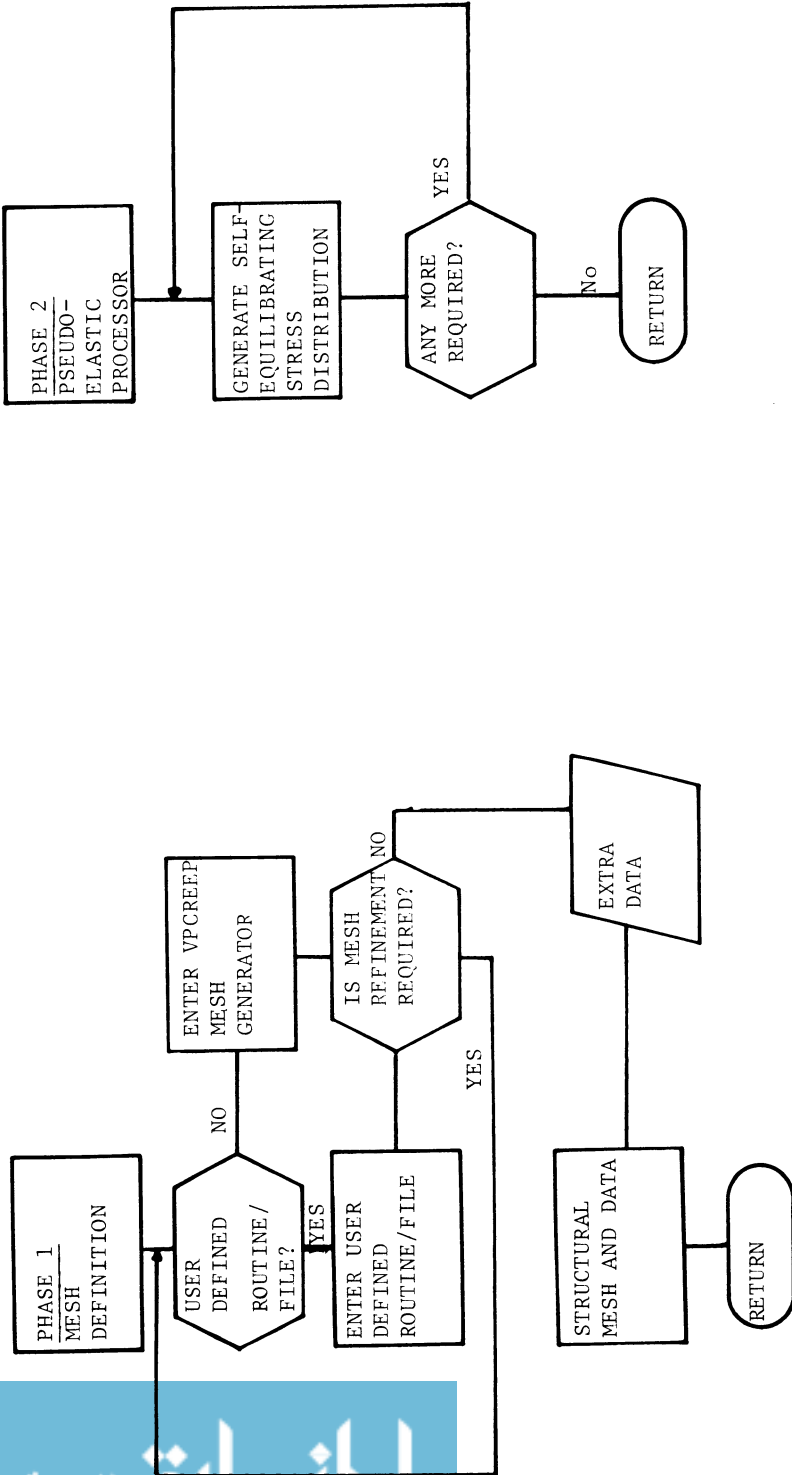 PHASE 1
MESH
DEFINITION
USER
DEFINED
ROUTINE/
FILE?
NO
YES
ENTER VPCREEP
MESH
GENERATOR
ENTER USER
DEFINED
ROUTINE/FILE
IS MESH
REFINEMENT
REQUIRED?
NO
YES
EXTRA
DATA
STRUCTURAL
MESH AND DATA
RETURN
PHASE 2
PSEUDO-
ELASTIC
PROCESSOR
GENERATE SELF-
EQUILIBRATING
STRESS
DISTRIBUTION
ANY MORE
REQUIRED?
YES
No
RETURN